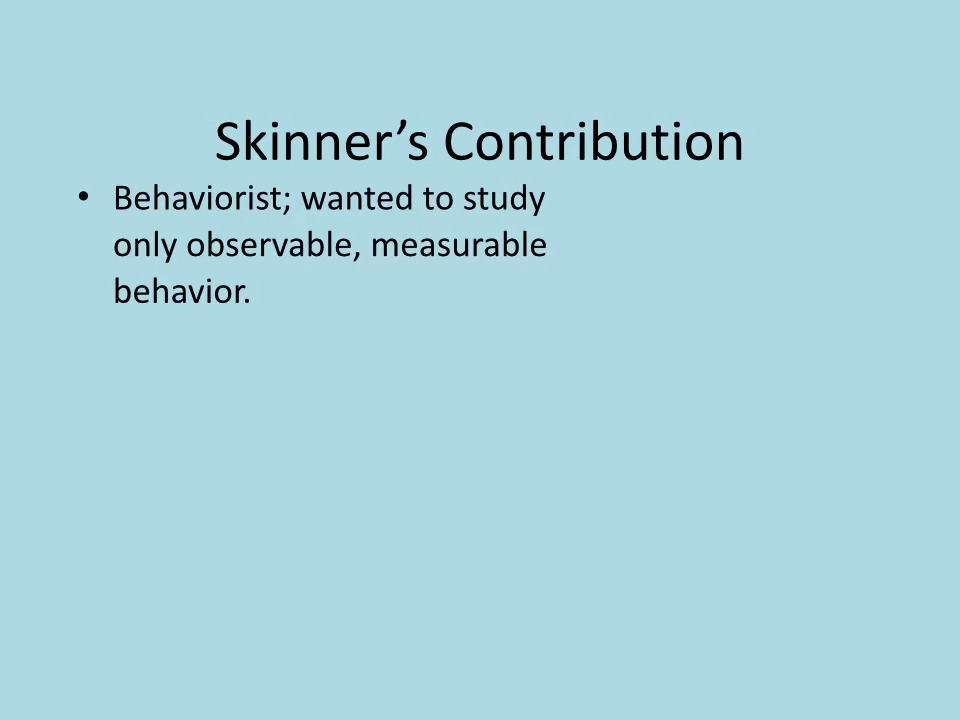 Skinner’s Contribution
• Behaviorist; wanted to study
only observable, measurable
behavior.